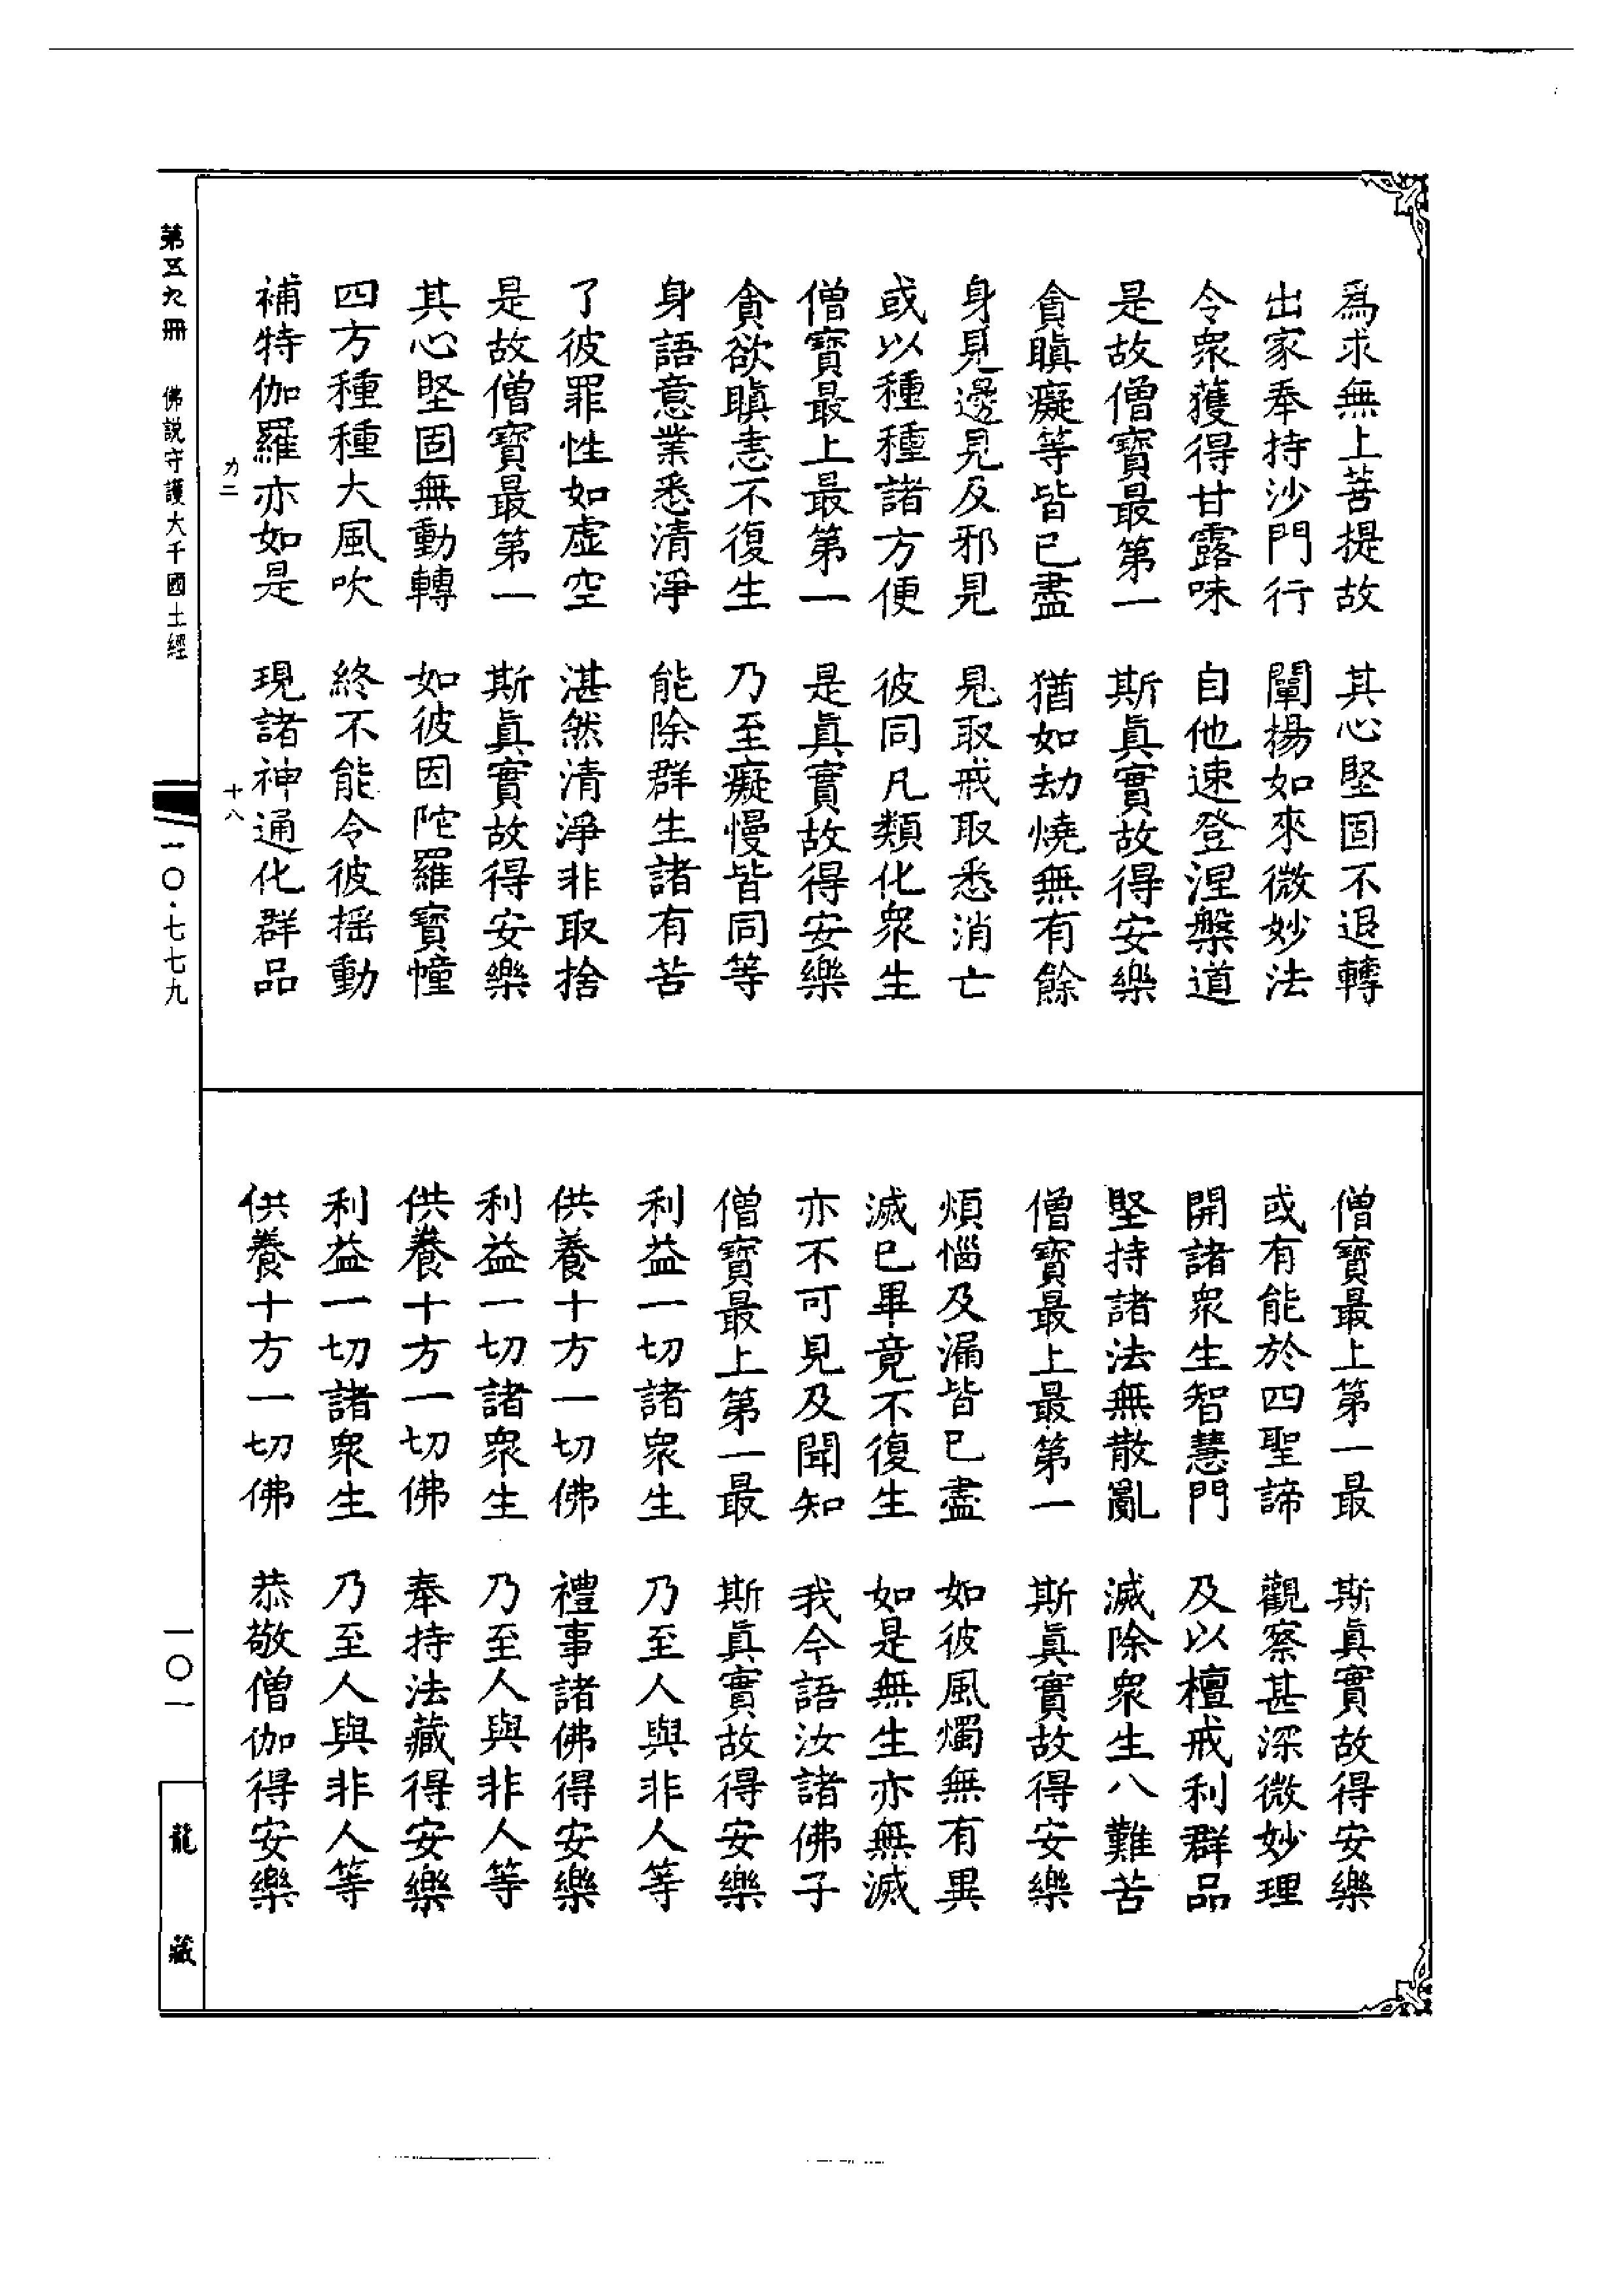 為求無上菩提故　其心堅固不退轉
出家奉持沙門行　闡揚如來微妙法
令衆獲得甘露味　自他速登涅槃道
是故僧寶最第一　斯真實故得安樂
貪瞋癡等皆已盡　猶如劫燒無有餘
身見邊見及邪見　見取戒取悉消亡
或以種種諸方便　彼同凡類化衆生
僧寶最上最第一　是真實故得安樂
貪欲瞋恚不復生　乃至癡慢皆同等
身語意業悉清淨　能除群生諸有苦
了彼罪性如虛空　湛然清淨非取捨
是故僧寶最第一　斯真實故得安樂
其心堅固無動轉　如彼因陀羅寶幢
四方種種大風吹　終不能令彼搖動
補特伽羅亦如是　現諸神通化群品
力二　十八
僧寶最上第一最　斯真實故得安樂
或有能於四聖諦　觀察甚深微妙理
開諸衆生智慧門　及以檀戒利群品
堅持諸法無散亂　滅除衆生八難苦
僧寶最上最第一　斯真實故得安樂
煩惱及漏皆已盡　如彼風燭無有異
滅已畢竟不復生　如是無生亦無滅
亦不可見及聞知　我今語汝諸佛子
僧寶最上第一最　斯真實故得安樂
利益一切諸衆生　乃至人與非人等
供養十方一切佛　禮事諸佛得安樂
利益一切諸衆生　乃至人與非人等
供養十方一切佛　奉持法藏得安樂
利益一切諸衆生　乃至人與非人等
供養十方一切佛　恭敬僧伽得安樂
第五九冊　佛說守護大千國土經　一〇·七七九　一〇一　龍藏